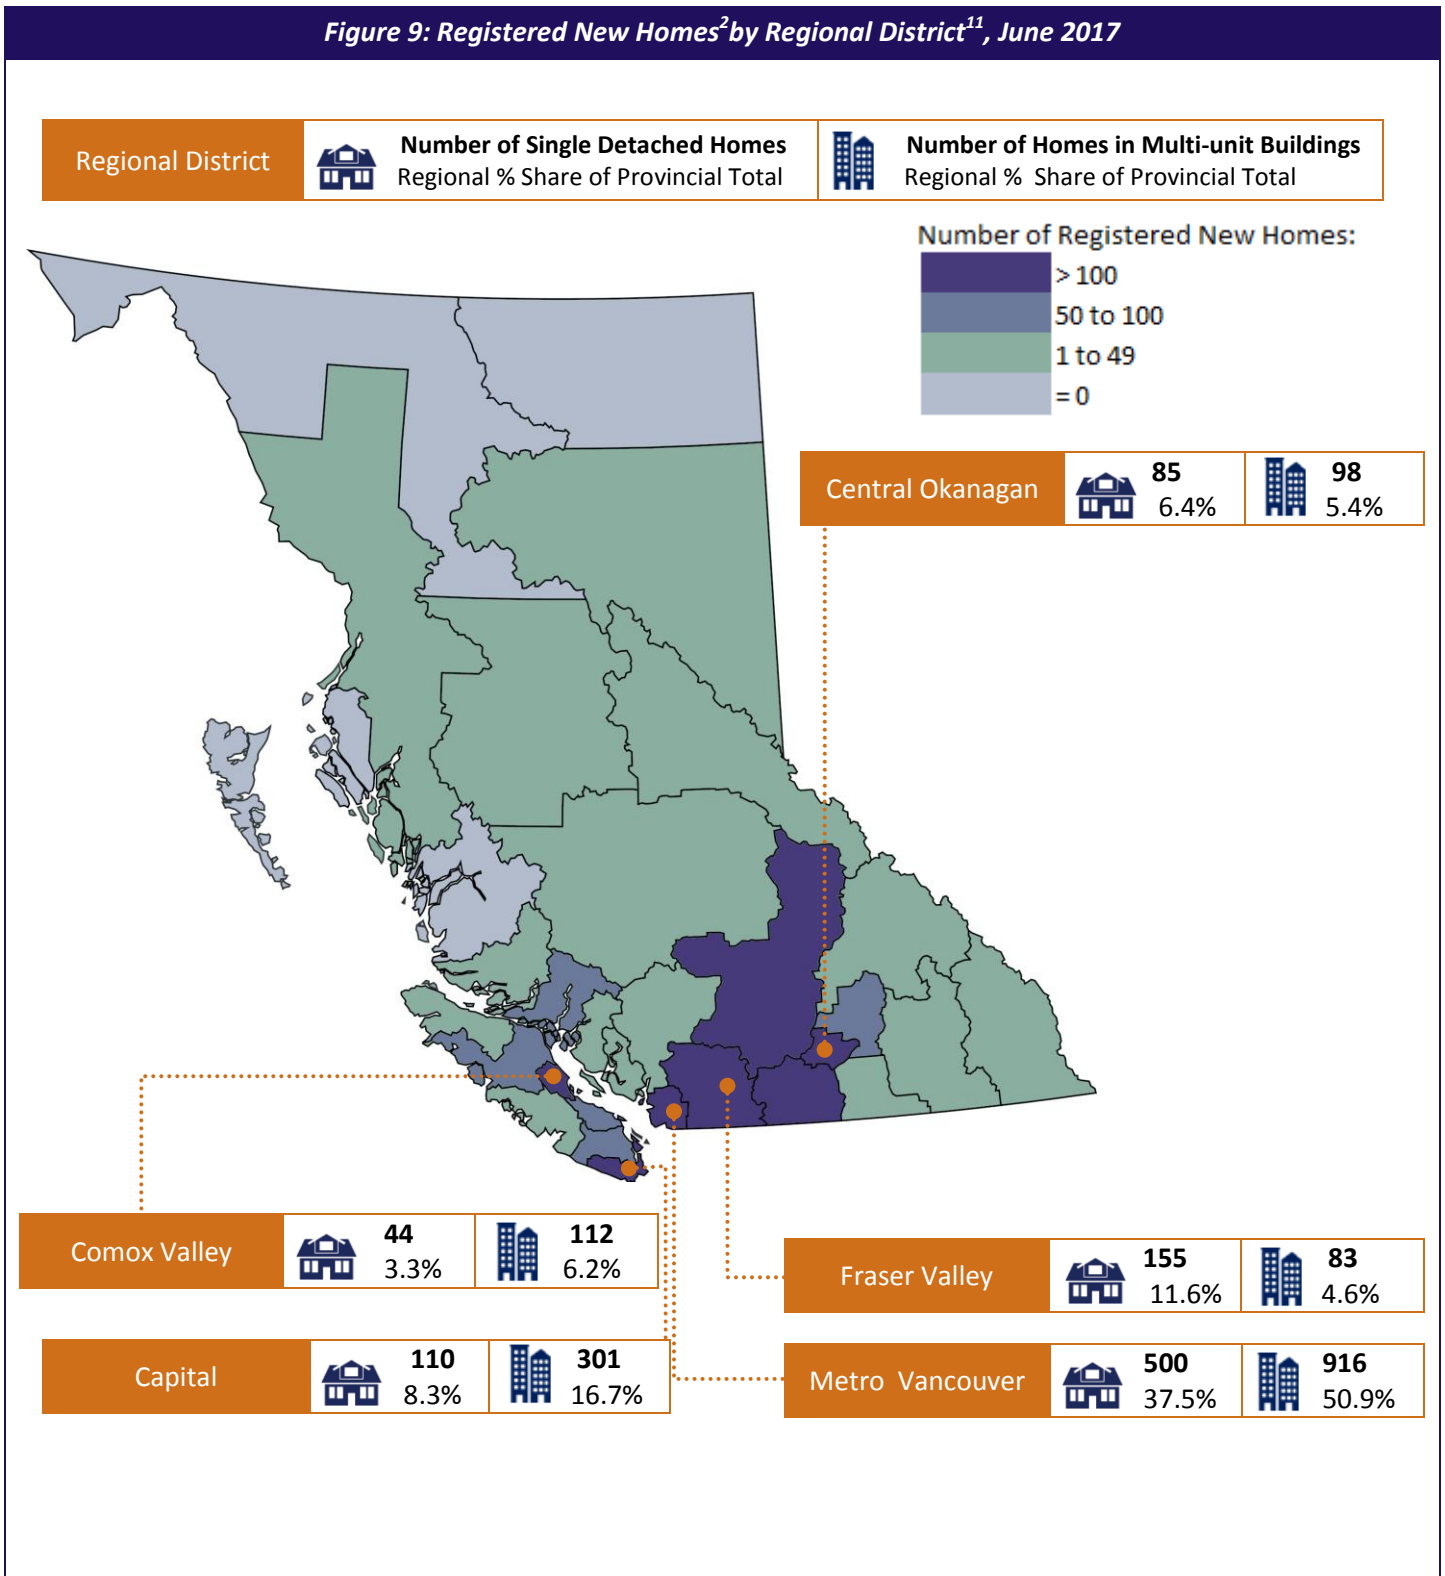 Figure 9: Registered New Homes²by Regional District¹¹, June 2017
Regional District
Number of Single Detached Homes
Regional % Share of Provincial Total
Number of Homes in Multi-unit Buildings
Regional % Share of Provincial Total
Number of Registered New Homes:
> 100
50 to 100
1 to 49
= 0
Central Okanagan
85
6.4%
98
5.4%
Comox Valley
44
3.3%
112
6.2%
Fraser Valley
155
11.6%
83
4.6%
Capital
110
8.3%
301
16.7%
Metro Vancouver
500
37.5%
916
50.9%